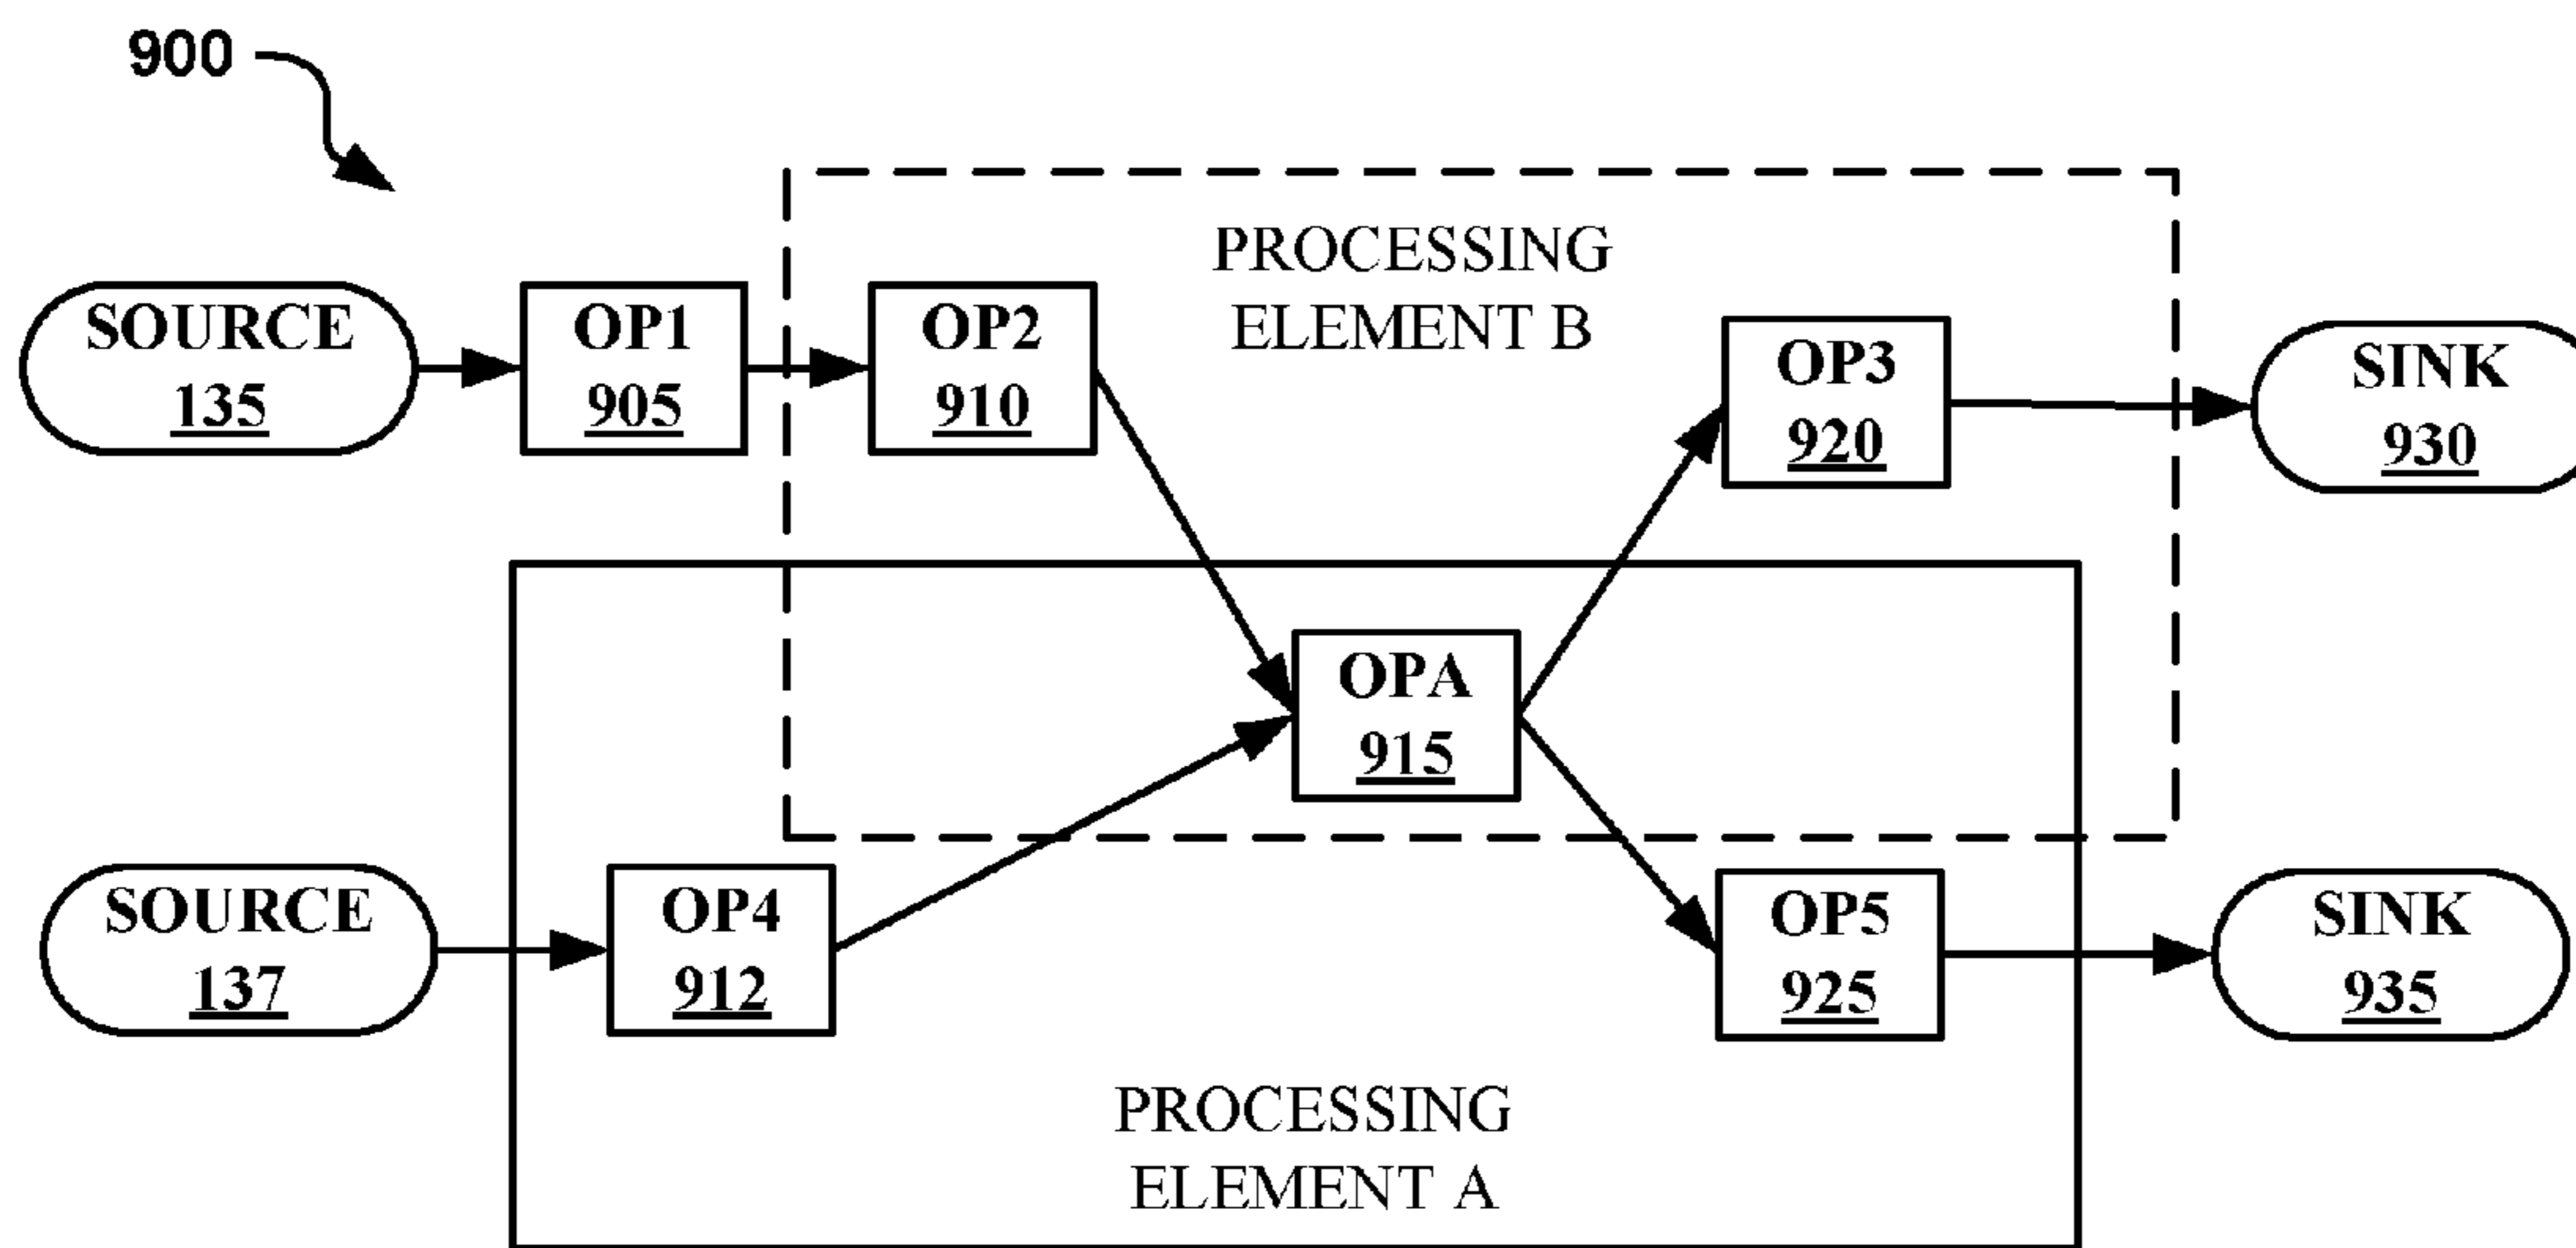 900
PROCESSING
ELEMENT B
SOURCE
135
OP1
905
OP2
910
OP3
920
SINK
930
OPA
915
SOURCE
137
OP4
912
OP5
925
SINK
935
PROCESSING
ELEMENT A